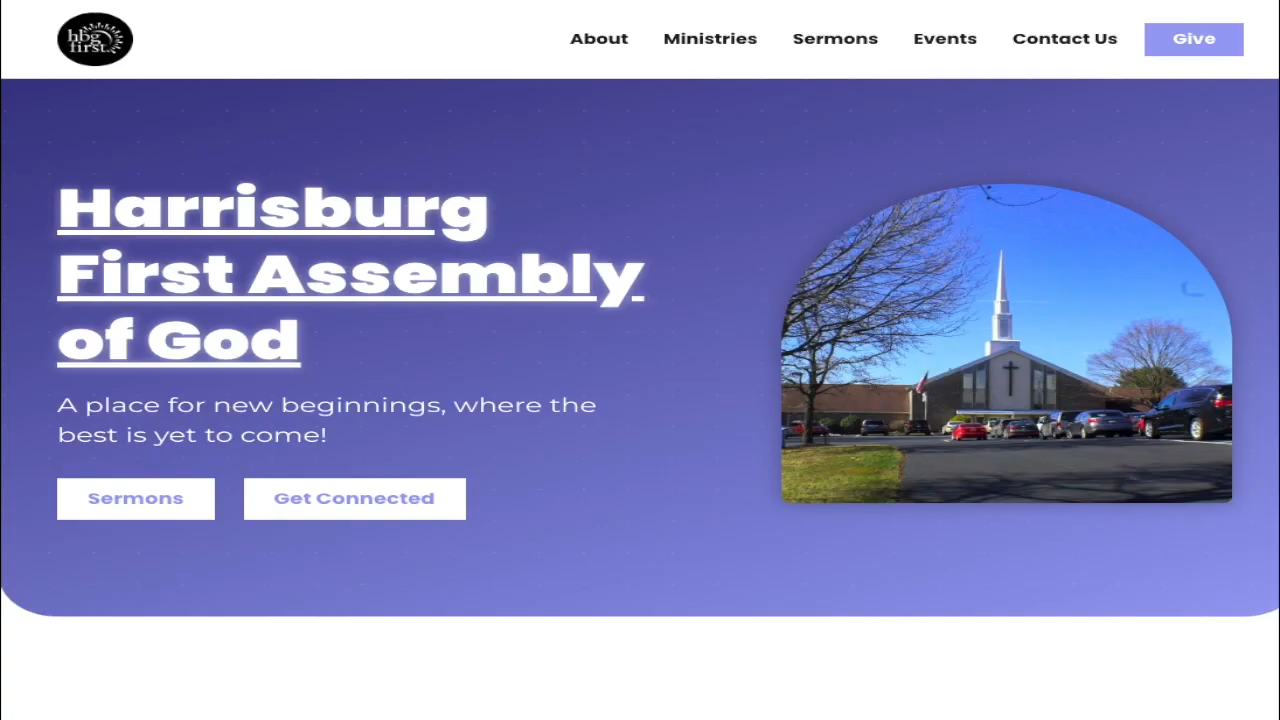 hbg
first.
About Ministries Sermons Events Contact Us Give
Harrisburg
First Assembly
of God
A place for new beginnings, where the
best is yet to come!
Sermons Get Connected